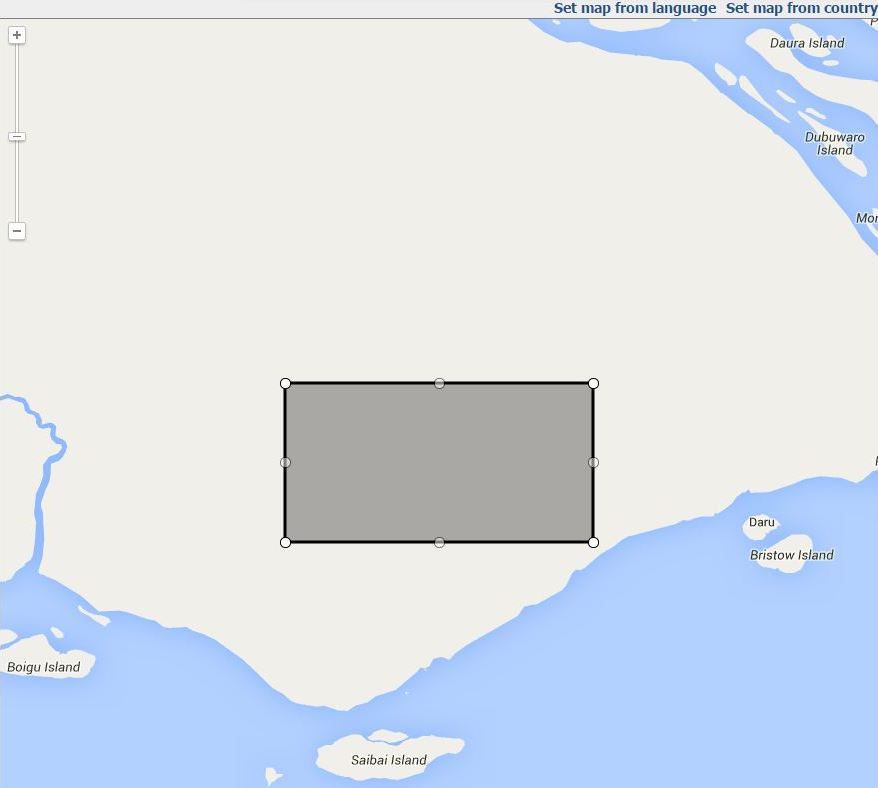 Set map from language Set map from country
Daura Island
Dubuwaro
Island
Daru
Bristow Island
Boigu Island
Saibai Island